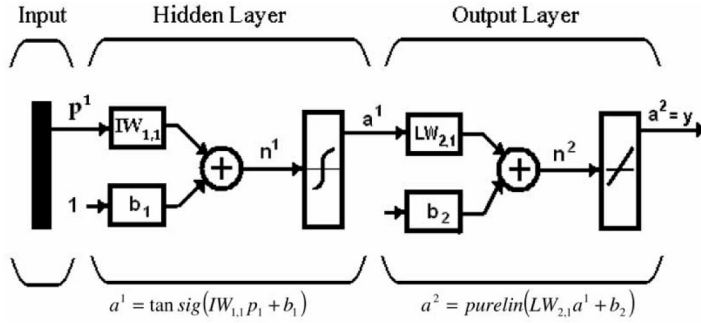 Input Hidden Layer Output Layer
p¹ IW₁,₁ n¹ a¹ LW₂,₁ n² a² = y
1 b₁ b₂
a¹ = tan sig(IW₁,₁ p₁ + b₁) a² = purelin(LW₂,₁a¹ + b₂)